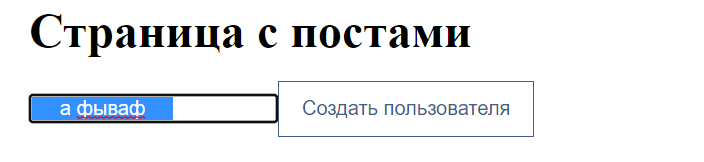 Страница с постами
а фываф
Создать пользователя